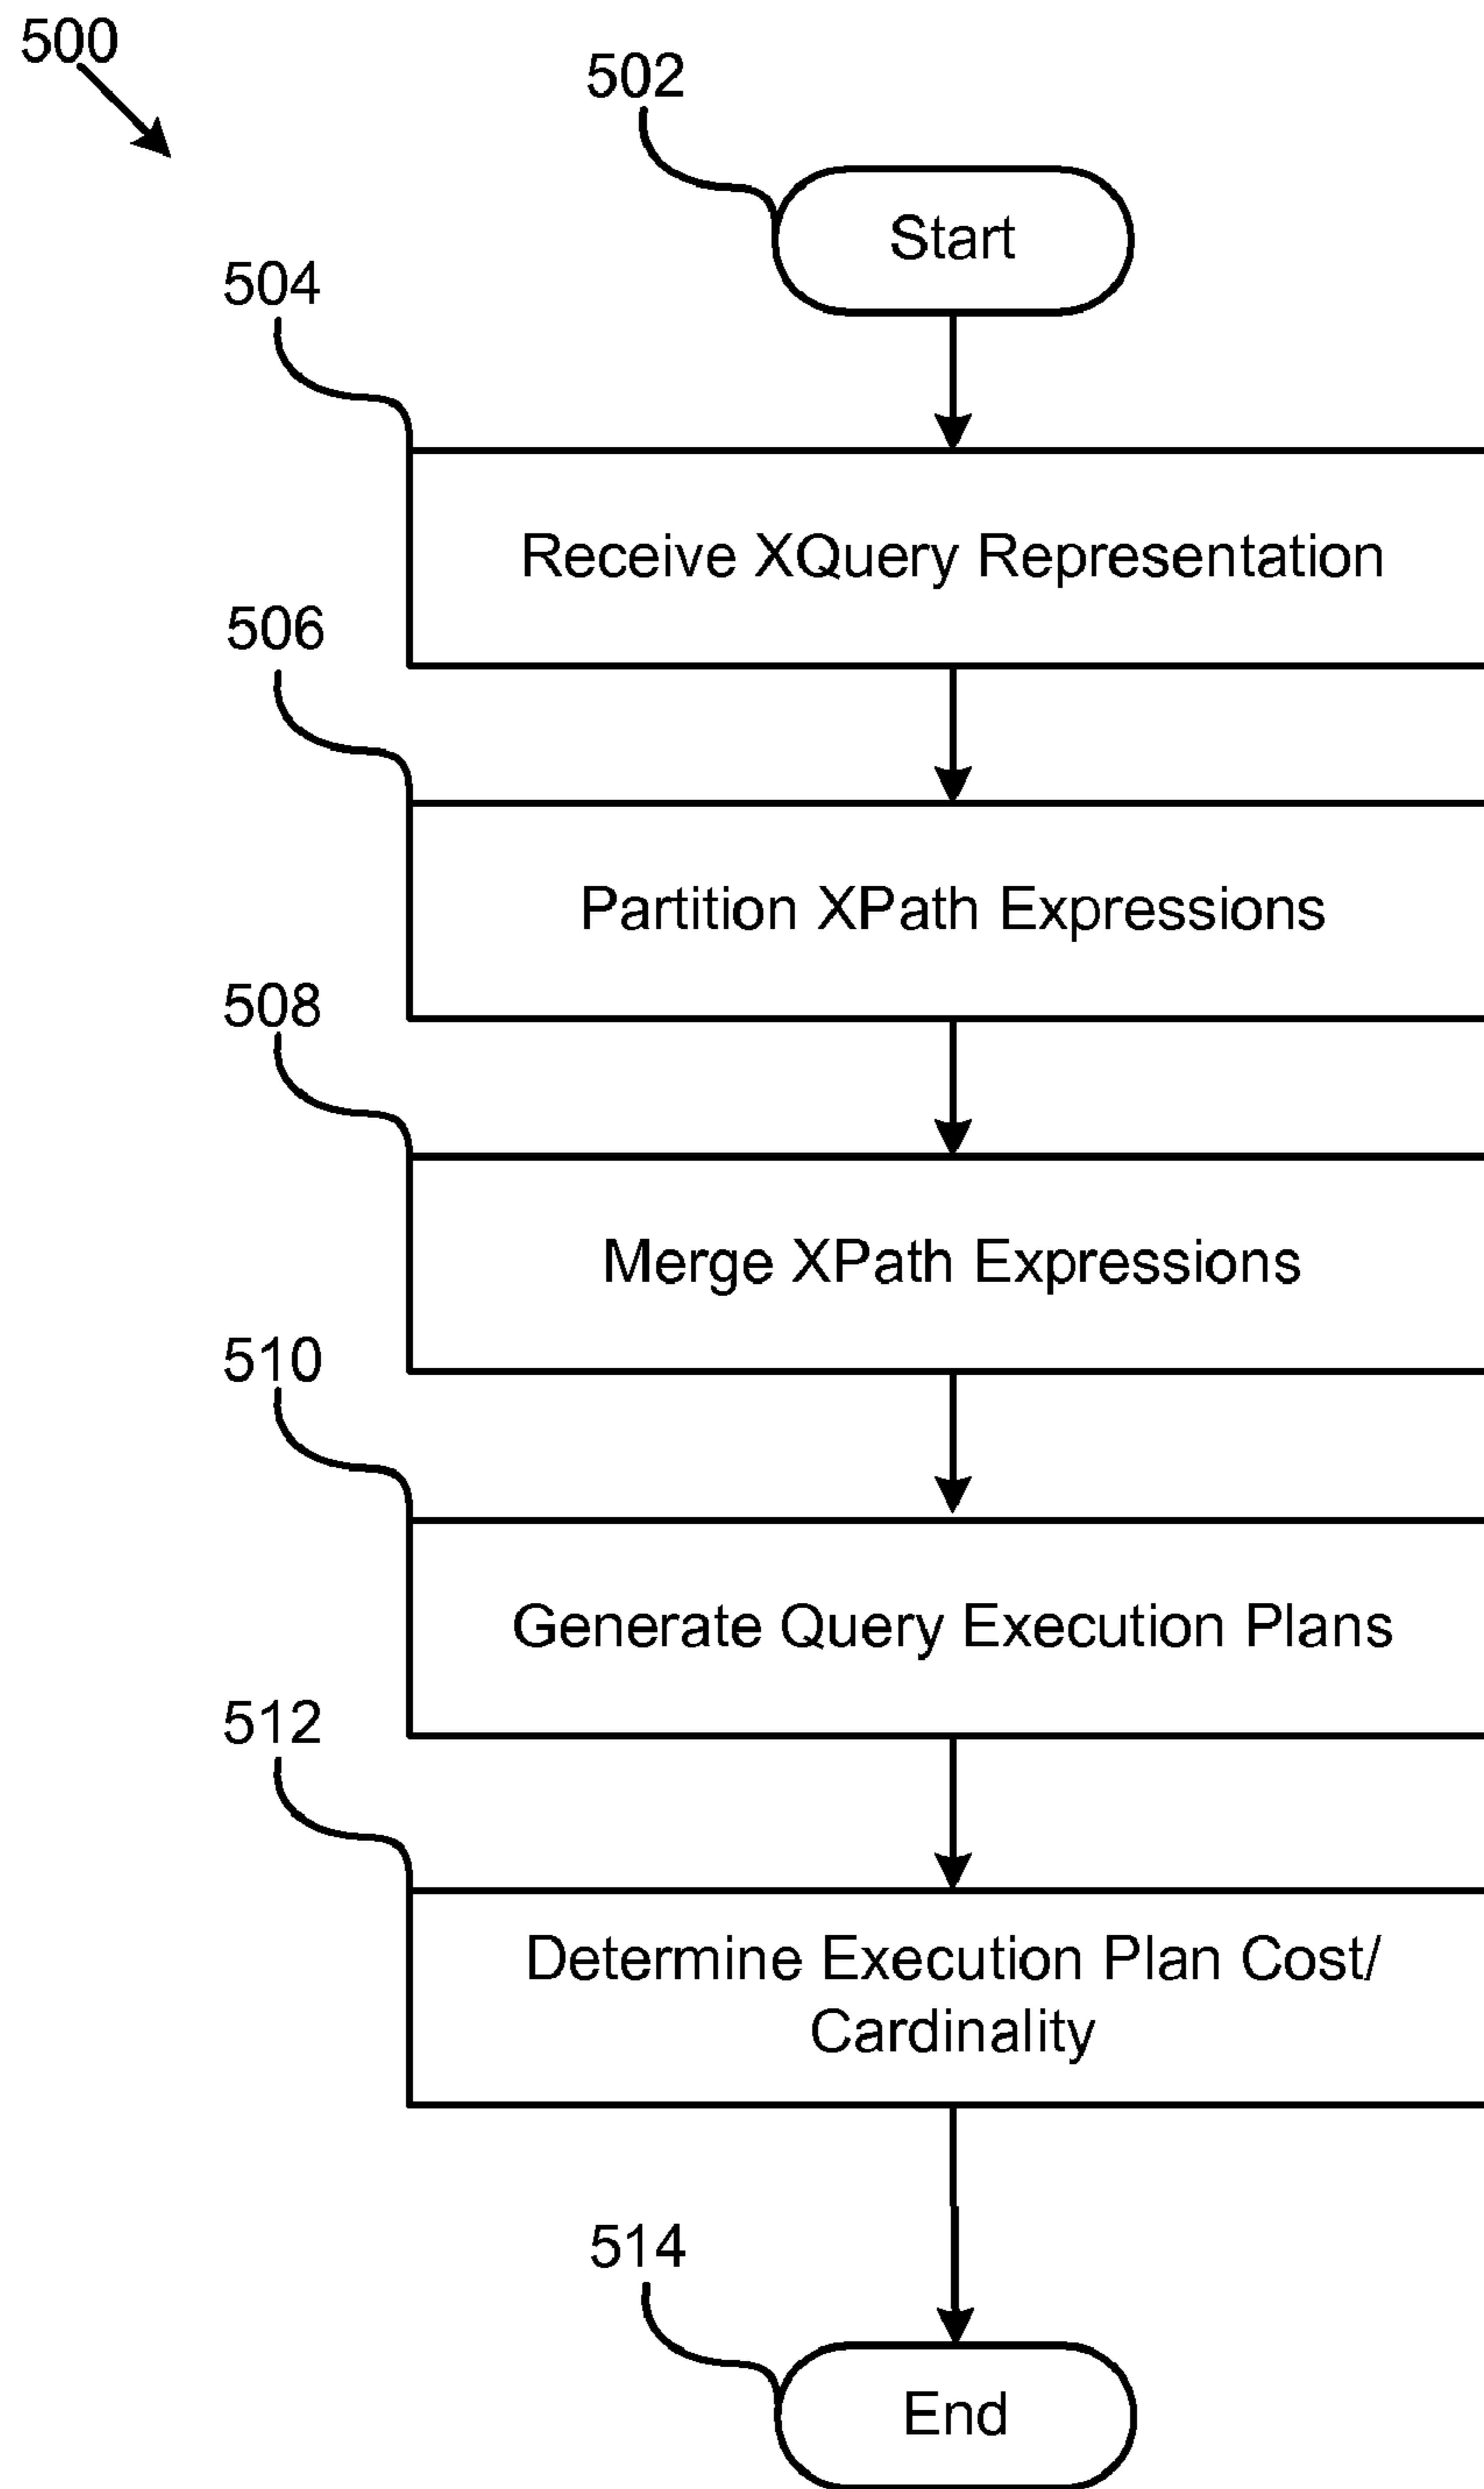 500
502
Start
504
Receive XQuery Representation
506
Partition XPath Expressions
508
Merge XPath Expressions
510
Generate Query Execution Plans
512
Determine Execution Plan Cost/
Cardinality
514
End